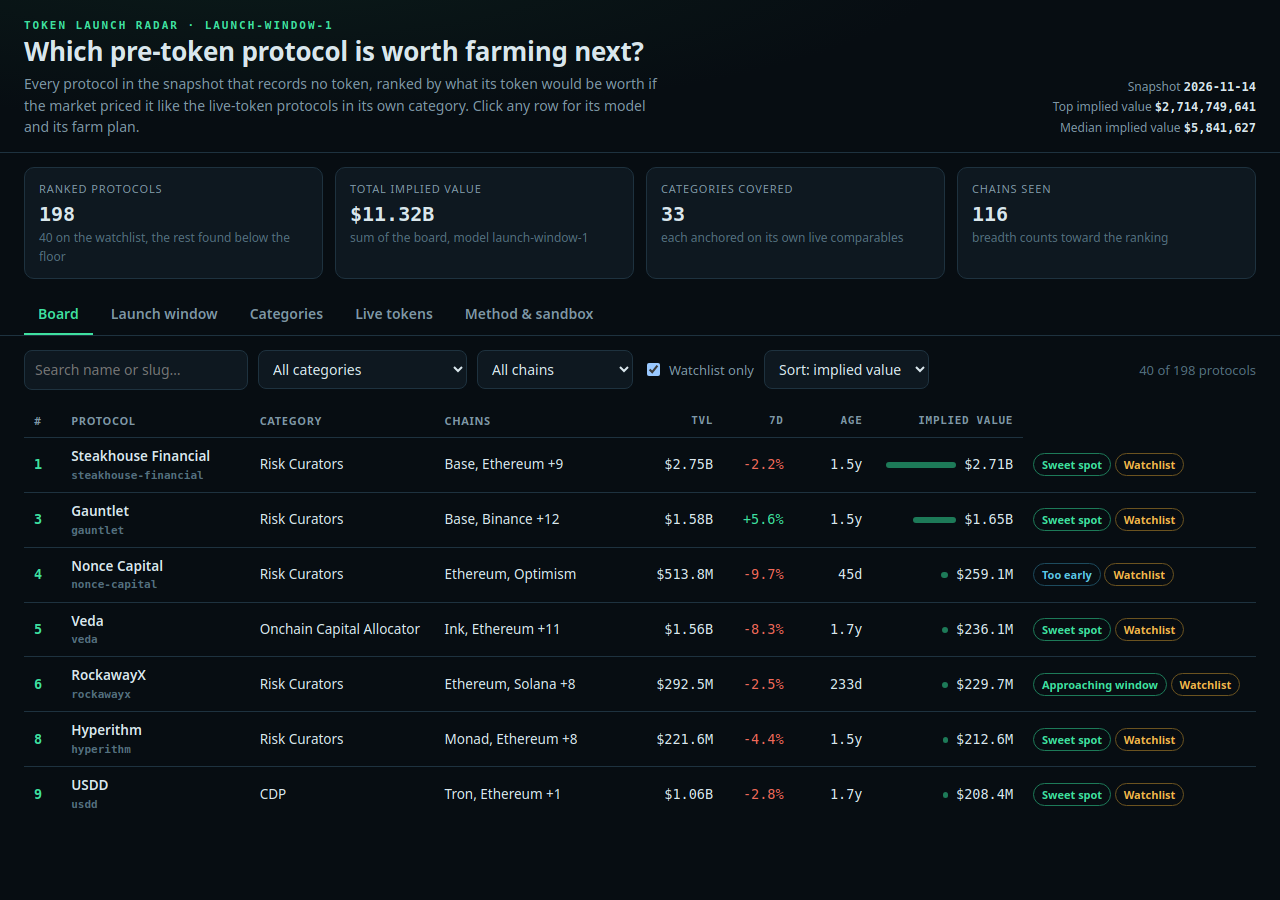 TOKEN LAUNCH RADAR · LAUNCH-WINDOW-1
Which pre-token protocol is worth farming next?
Every protocol in the snapshot that records no token, ranked by what its token would be worth if
the market priced it like the live-token protocols in its own category. Click any row for its model
and its farm plan.
Snapshot 2026-11-14
Top implied value $2,714,749,641
Median implied value $5,841,627
RANKED PROTOCOLS
198
40 on the watchlist, the rest found below the
floor
TOTAL IMPLIED VALUE
$11.32B
sum of the board, model launch-window-1
CATEGORIES COVERED
33
each anchored on its own live comparables
CHAINS SEEN
116
breadth counts toward the ranking
Board Launch window Categories Live tokens Method & sandbox
Search name or slug... All categories All chains Watchlist only Sort: implied value 40 of 198 protocols
# PROTOCOL CATEGORY CHAINS TVL 7D AGE IMPLIED VALUE
1 Steakhouse Financial Risk Curators Base, Ethereum +9 $2.75B -2.2% 1.5y $2.71B Sweet spot Watchlist
steakhouse-financial
3 Gauntlet Risk Curators Base, Binance +12 $1.58B +5.6% 1.5y $1.65B Sweet spot Watchlist
gauntlet
4 Nonce Capital Risk Curators Ethereum, Optimism $513.8M -9.7% 45d $259.1M Too early Watchlist
nonce-capital
5 Veda Onchain Capital Allocator Ink, Ethereum +11 $1.56B -8.3% 1.7y $236.1M Sweet spot Watchlist
veda
6 RockawayX Risk Curators Ethereum, Solana +8 $292.5M -2.5% 233d $229.7M Approaching window Watchlist
rockawayx
8 Hyperithm Risk Curators Monad, Ethereum +8 $221.6M -4.4% 1.5y $212.6M Sweet spot Watchlist
hyperithm
9 USDD CDP Tron, Ethereum +1 $1.06B -2.8% 1.7y $208.4M Sweet spot Watchlist
usdd